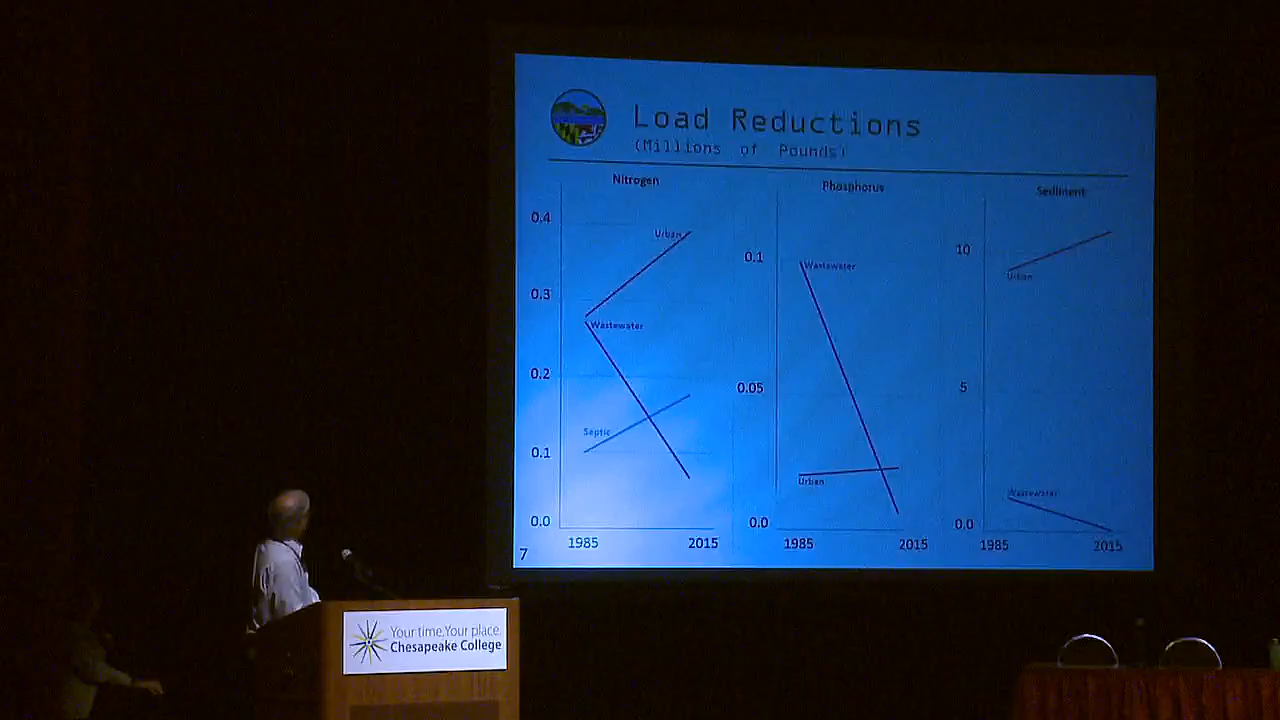 Load Reductions
(Millions of Pounds)
Nitrogen
0.4
0.3
0.2
0.1
0.0
Urban
Wastewater
Septic
1985
2015
Phosphorus
0.1
0.05
0.0
Wastewater
Urban
1985
2015
Sediment
10
5
0.0
Urban
Wastewater
1985
2015
7
Your time.Your place.
Chesapeake College